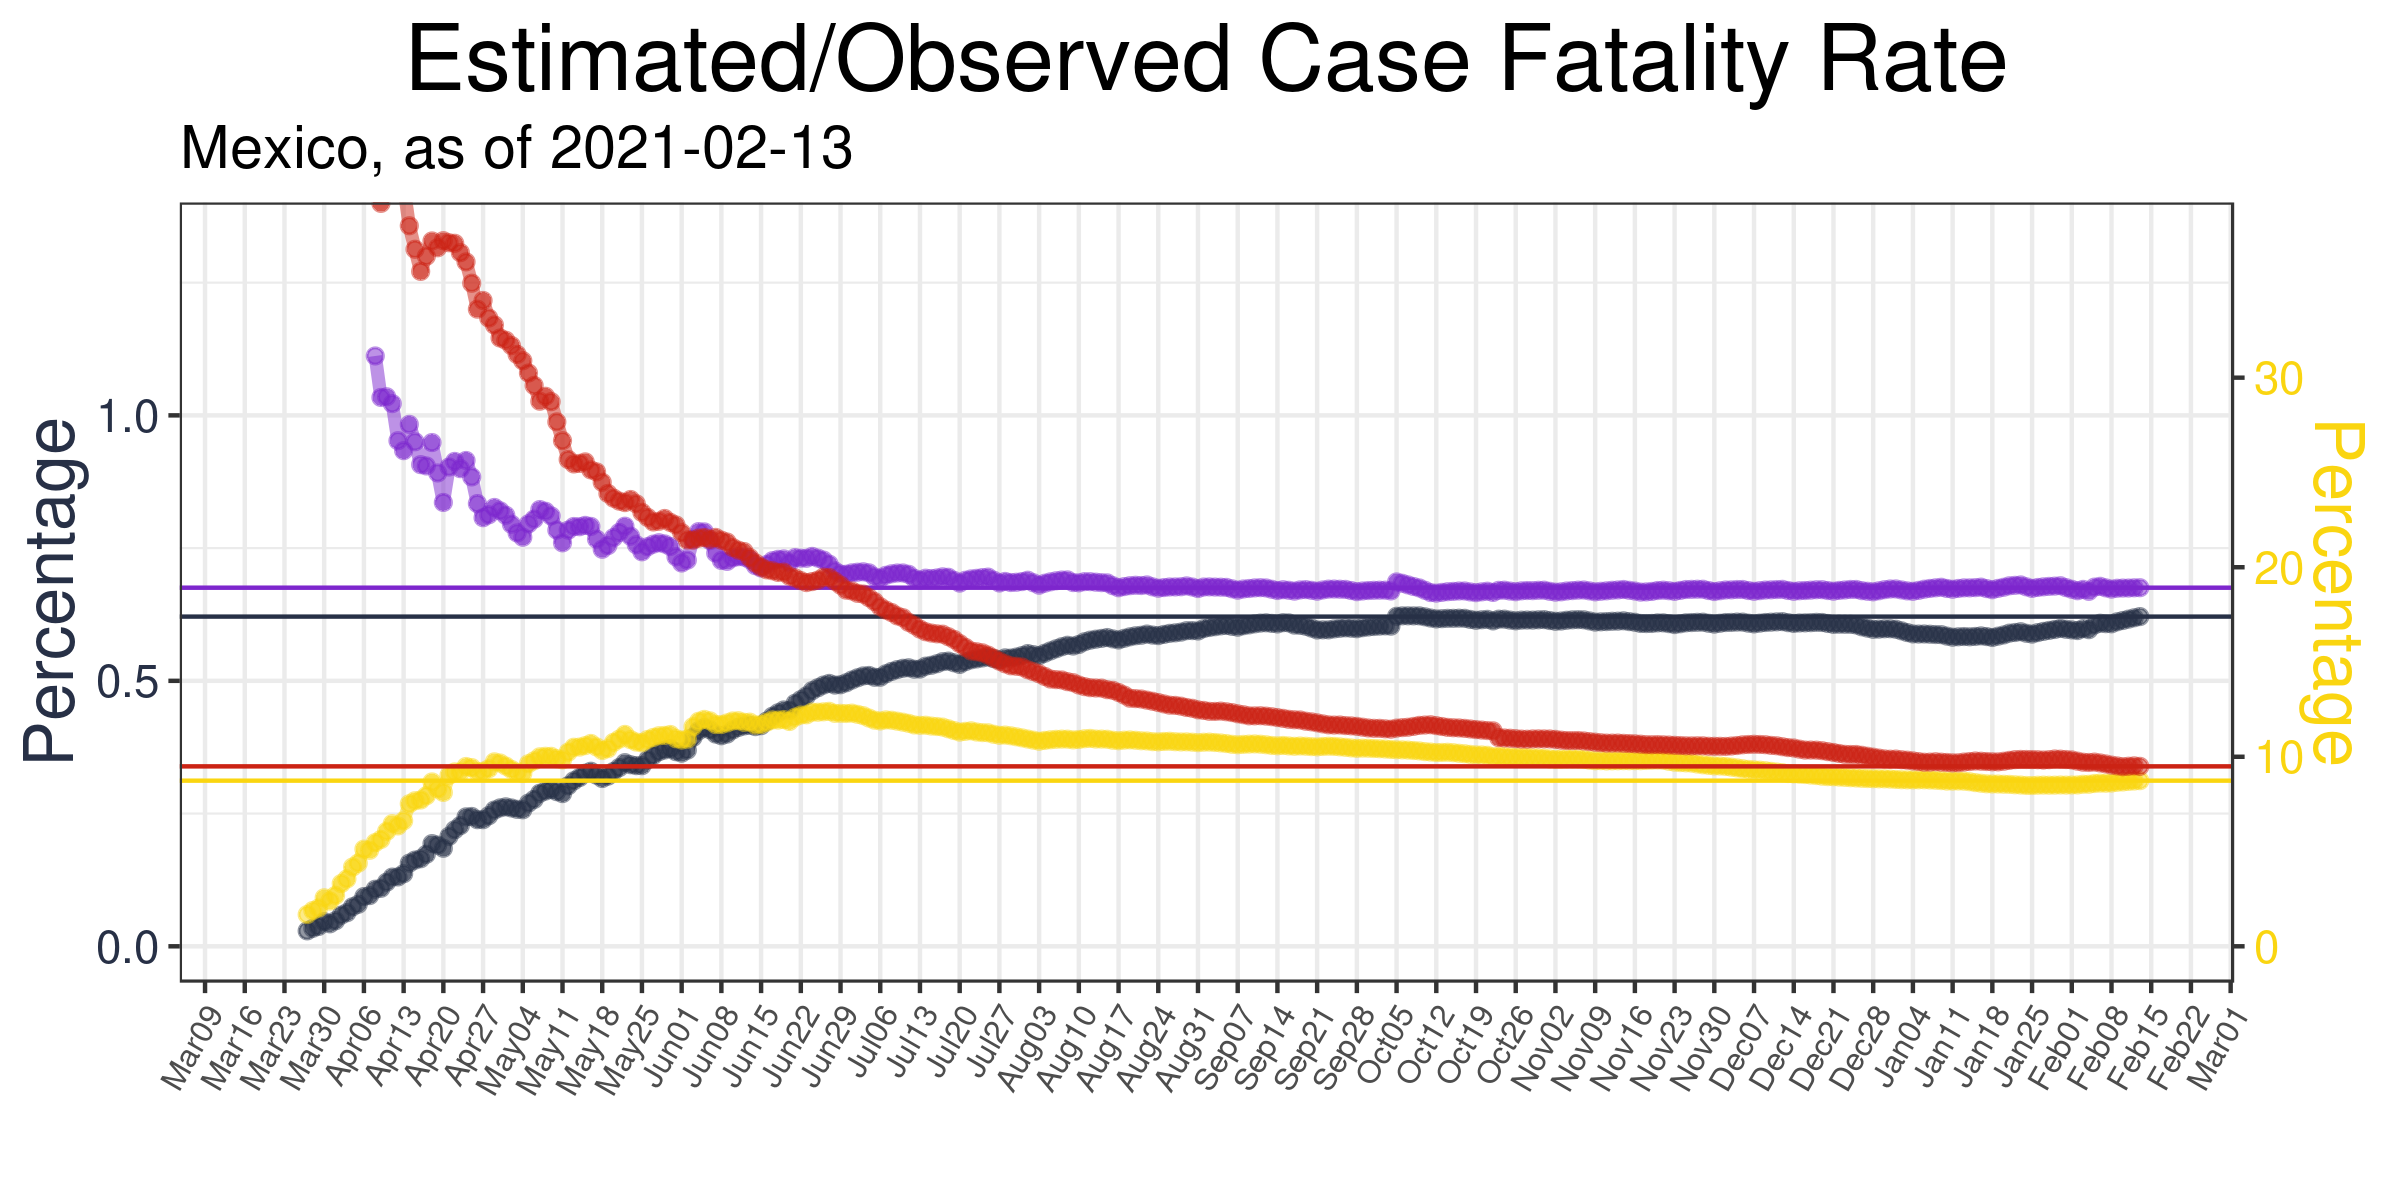 Estimated/Observed Case Fatality Rate
Mexico, as of 2021-02-13
Percentage
1.0
0.5
0.0
30
20
10
0
Percentage
Mar09 Mar16 Mar23 Mar30 Apr06 Apr13 Apr20 Apr27 May04 May11 May18 May25 Jun01 Jun08 Jun15 Jun22 Jun29 Jul06 Jul13 Jul20 Jul27 Aug03 Aug10 Aug17 Aug24 Aug31 Sep07 Sep14 Sep21 Sep28 Oct05 Oct12 Oct19 Oct26 Nov02 Nov09 Nov16 Nov23 Nov30 Dec07 Dec14 Dec21 Dec28 Jan04 Jan11 Jan18 Jan25 Feb01 Feb08 Feb15 Feb22 Mar01